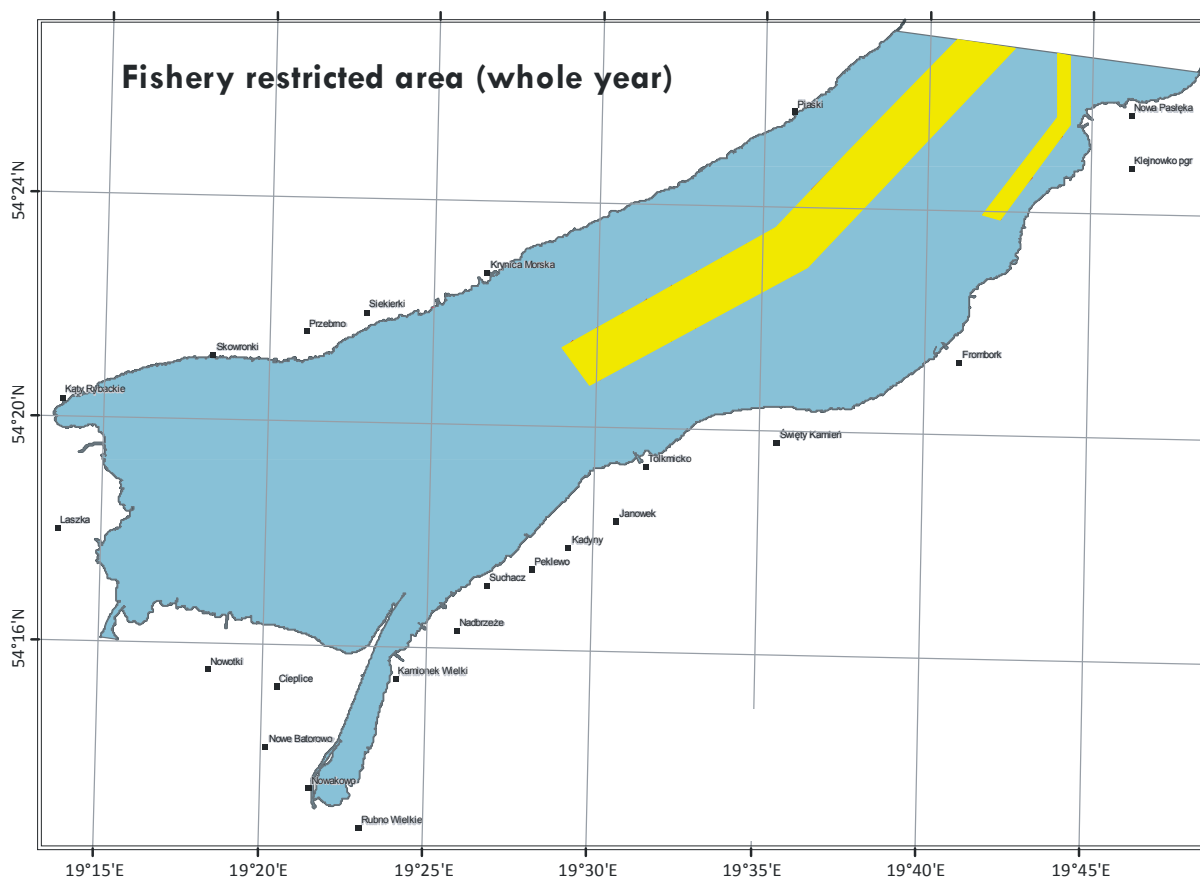 Fishery restricted area (whole year)
Piaski
Nowa Pasłęka
Klejnowko pgr
54°24'N
Krynica Morska
Siekierki
Przebrno
Skowronki
Frombork
Kąty Rybackie
54°20'N
Święty Kamień
Tolkmicko
Laszka
Janowek
Kadyny
Peklewo
Suchacz
Nadbrzeże
54°16'N
Nowotki
Kamionek Wielki
Cieplice
Nowe Batorowo
Nowakowo
Rubno Wielkie
19°15'E
19°20'E
19°25'E
19°30'E
19°35'E
19°40'E
19°45'E